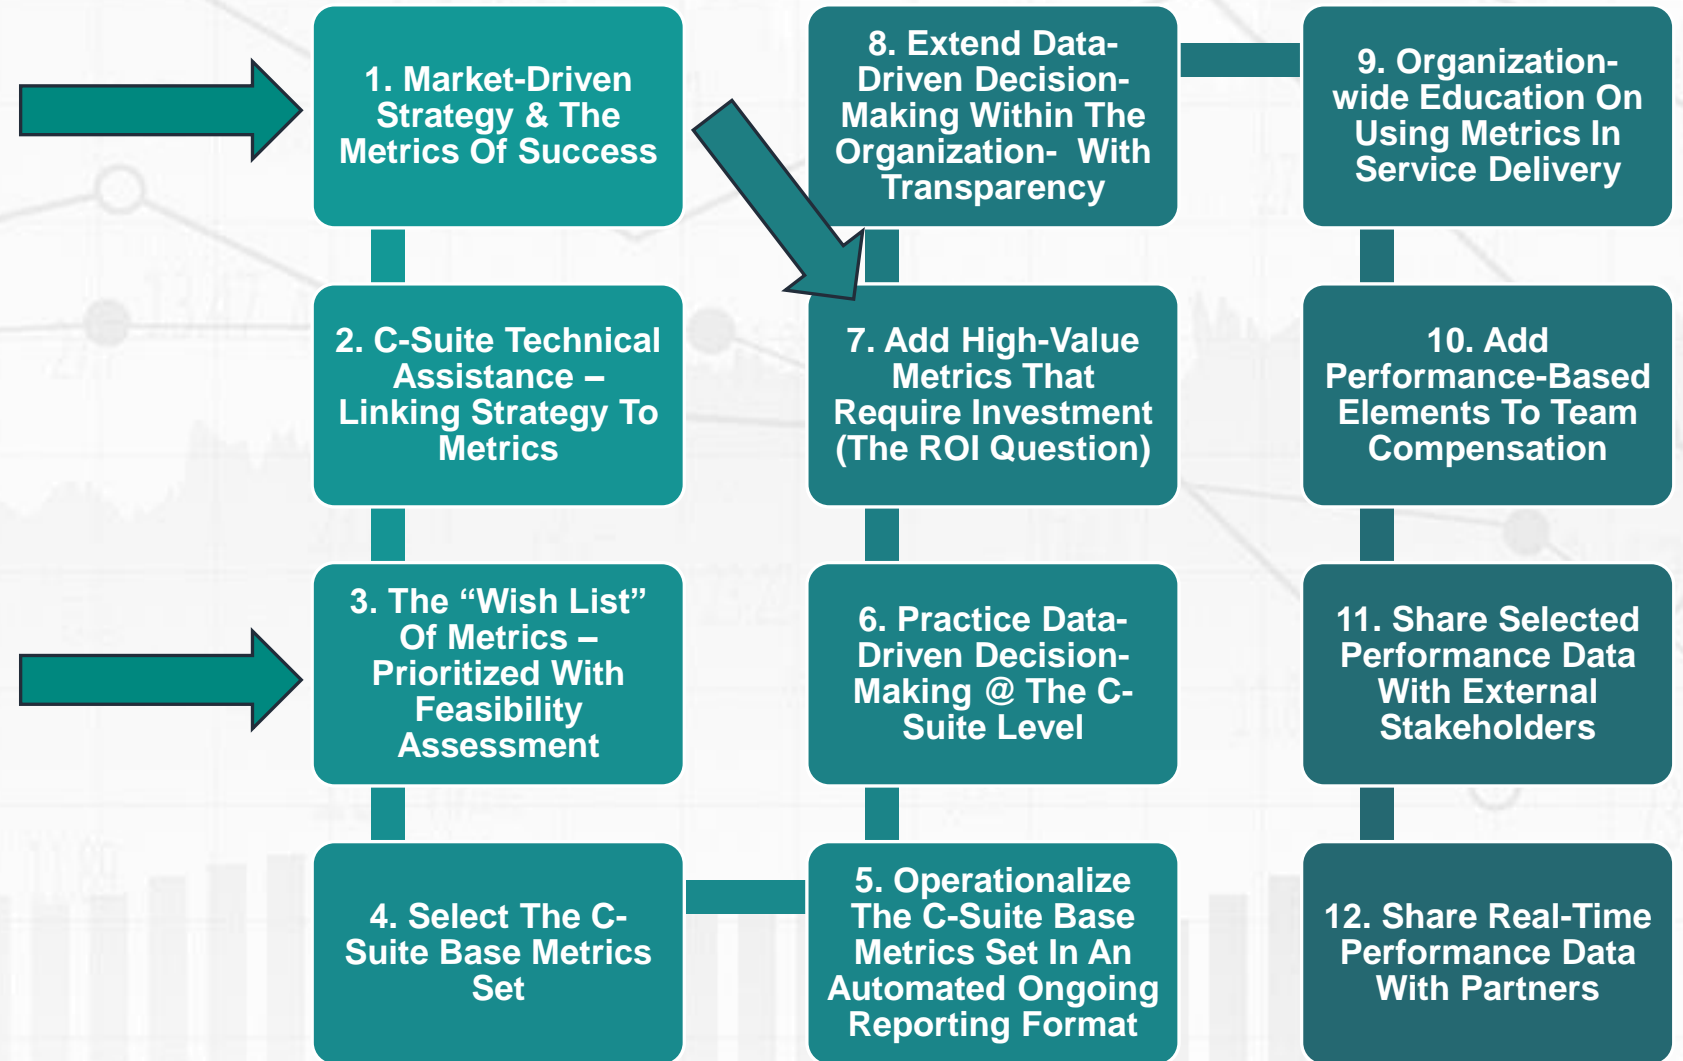 1. Market-Driven
Strategy & The
Metrics Of Success
2. C-Suite Technical
Assistance –
Linking Strategy To
Metrics
3. The “Wish List”
Of Metrics –
Prioritized With
Feasibility
Assessment
4. Select The C-
Suite Base Metrics
Set
5. Operationalize
The C-Suite Base
Metrics Set In An
Automated Ongoing
Reporting Format
6. Practice Data-
Driven Decision-
Making @ The C-
Suite Level
7. Add High-Value
Metrics That
Require Investment
(The ROI Question)
8. Extend Data-
Driven Decision-
Making Within The
Organization- With
Transparency
9. Organization-
wide Education On
Using Metrics In
Service Delivery
10. Add
Performance-Based
Elements To Team
Compensation
11. Share Selected
Performance Data
With External
Stakeholders
12. Share Real-Time
Performance Data
With Partners